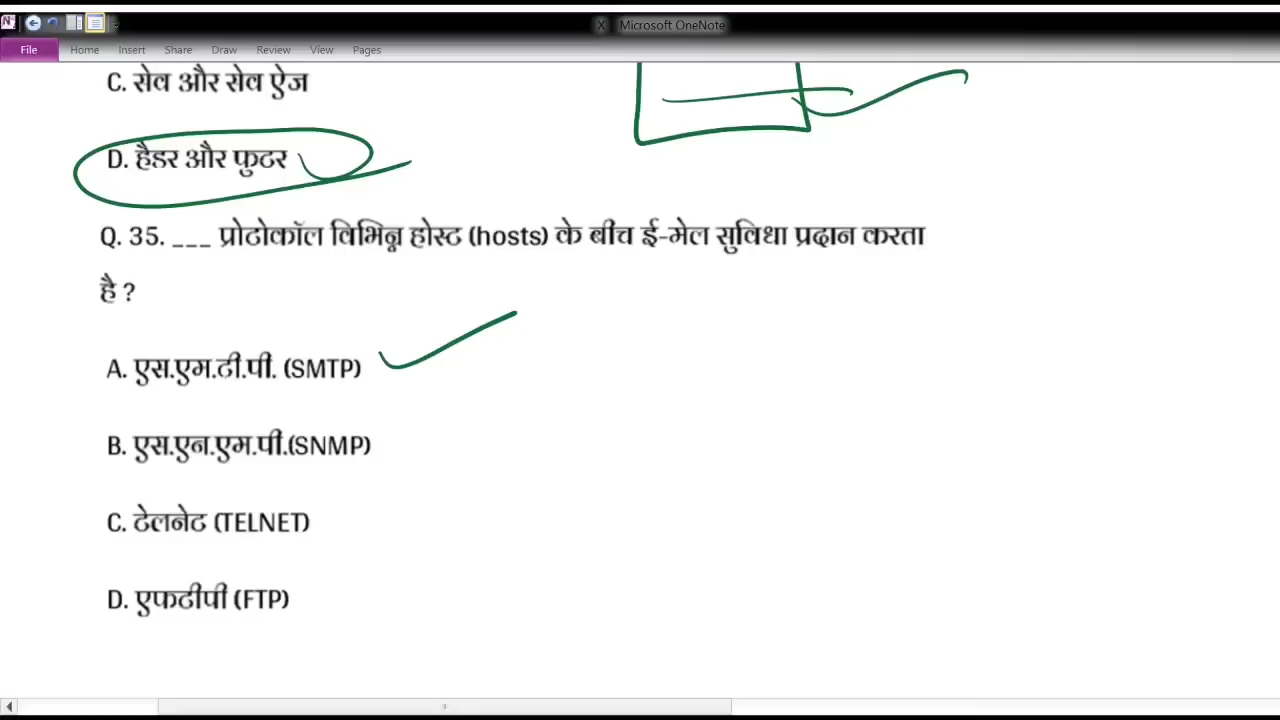 X Microsoft OneNote
File Home Insert Share Draw Review View Pages
C. सेव और सेव ऐज
D. हैडर और फुटर
Q. 35. ___ प्रोटोकॉल विभिन्न होस्ट (hosts) के बीच ई-मेल सुविधा प्रदान करता
है ?
A. एस.एम.टी.पी. (SMTP)
B. एस.एन.एम.पी.(SNMP)
C. टेलनेट (TELNET)
D. एफटीपी (FTP)